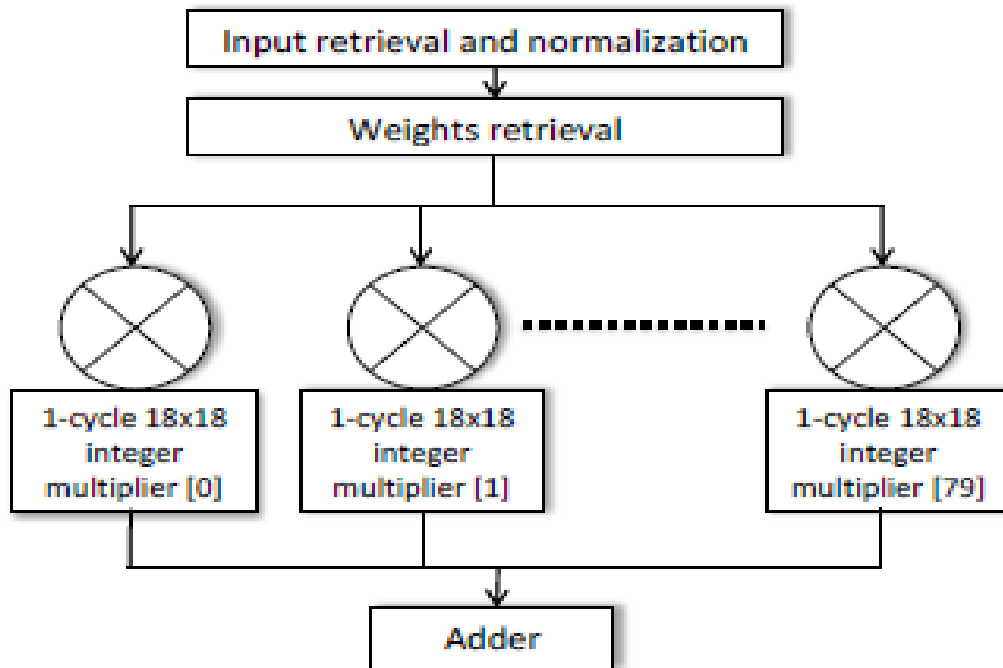 Input retrieval and normalization
Weights retrieval
1-cycle 18x18
integer
multiplier [0]
1-cycle 18x18
integer
multiplier [1]
1-cycle 18x18
integer
multiplier [79]
Adder